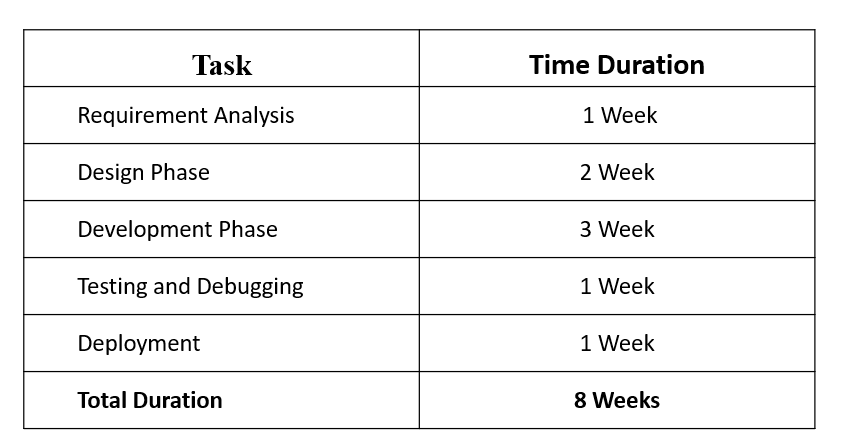 Task Time Duration
Requirement Analysis 1 Week
Design Phase 2 Week
Development Phase 3 Week
Testing and Debugging 1 Week
Deployment 1 Week
Total Duration 8 Weeks